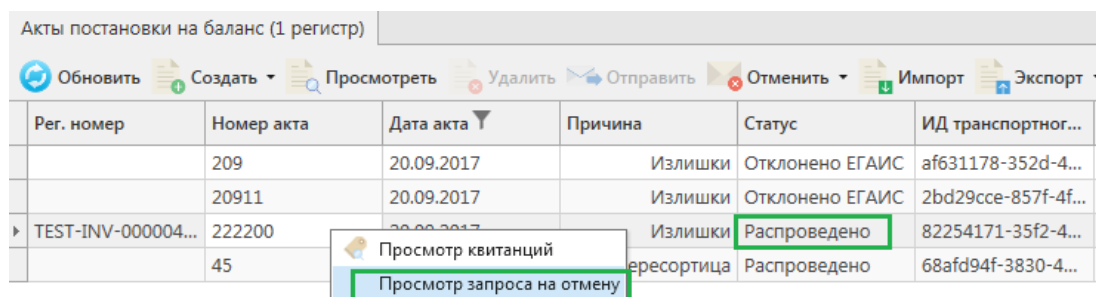 Акты постановки на баланс (1 регистр)
Обновить Создать Просмотреть Удалить Отправить Отменить Импорт Экспорт
Рег. номер Номер акта Дата акта Причина Статус ИД транспортног...
209 20.09.2017 Излишки Отклонено ЕГАИС af631178-352d-4...
20911 20.09.2017 Излишки Отклонено ЕГАИС 2bd29cce-857f-4f...
TEST-INV-000004... 222200 20.09.2017 Излишки Распроведено 82254171-35f2-4...
Просмотр квитанций
45 ересортица Распроведено 68afd94f-3830-4...
Просмотр запроса на отмену